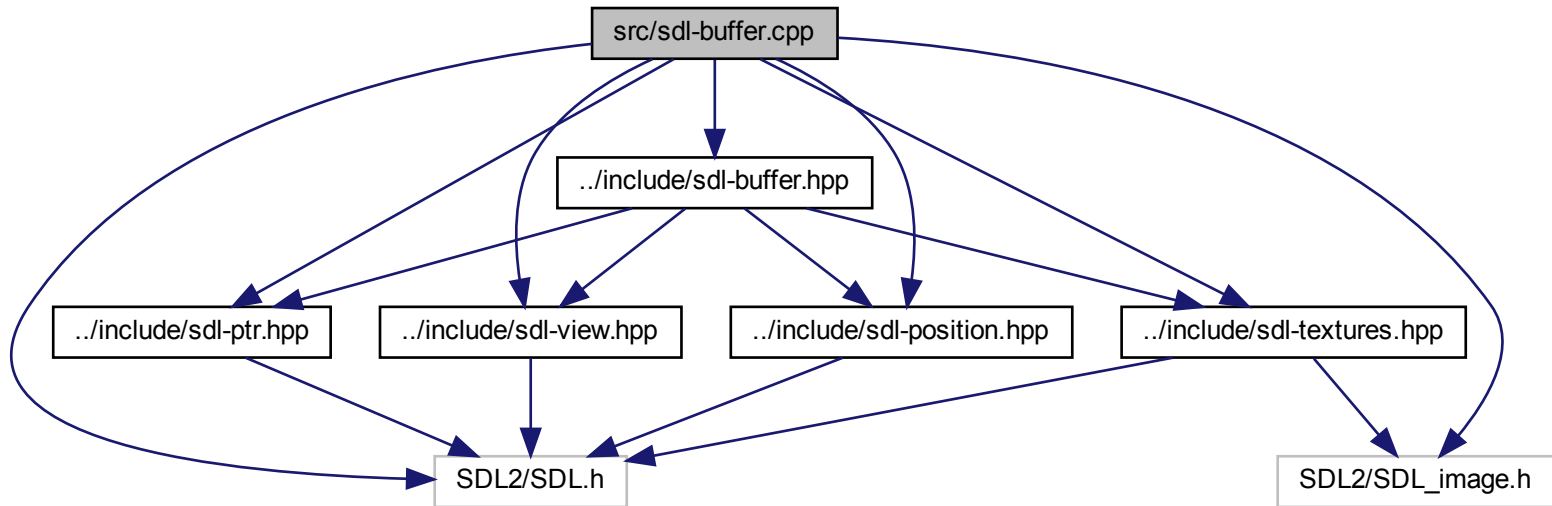 src/sdl-buffer.cpp
../include/sdl-buffer.hpp
../include/sdl-ptr.hpp
../include/sdl-view.hpp
../include/sdl-position.hpp
../include/sdl-textures.hpp
SDL2/SDL.h
SDL2/SDL_image.h